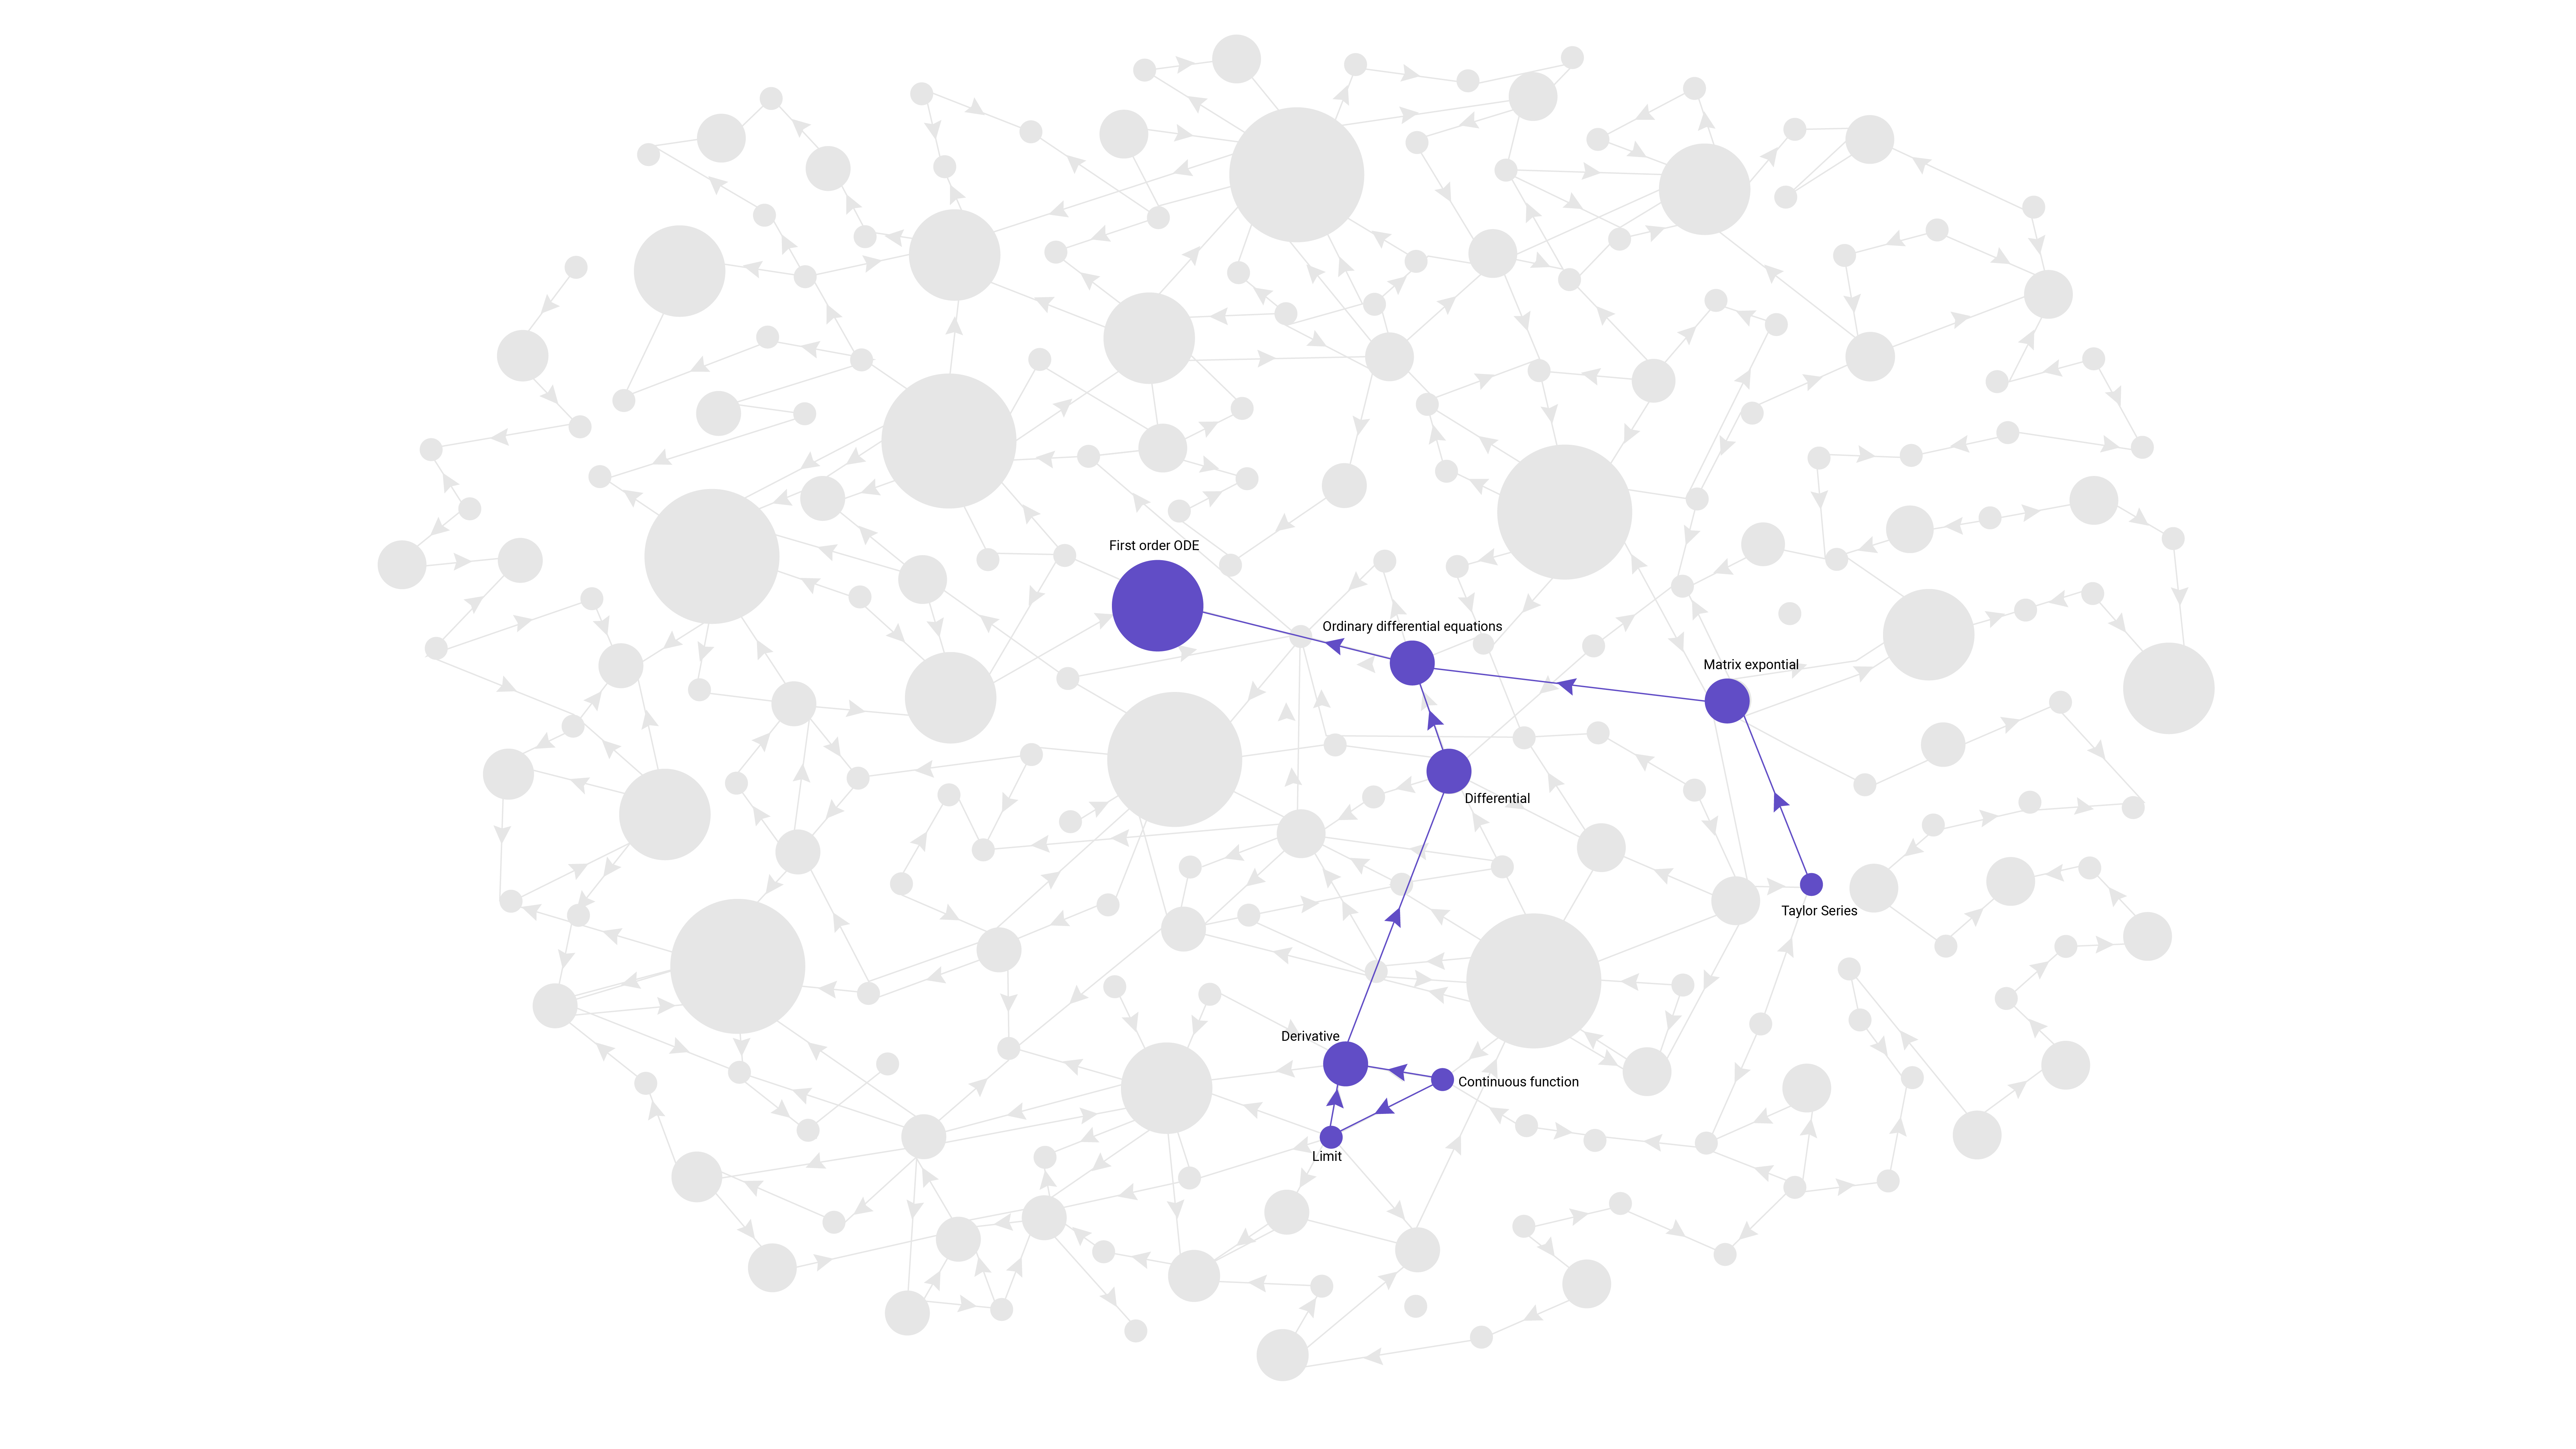 First order ODE
Ordinary differential equations
Matrix expontial
Differential
Taylor Series
Derivative
Continuous function
Limit